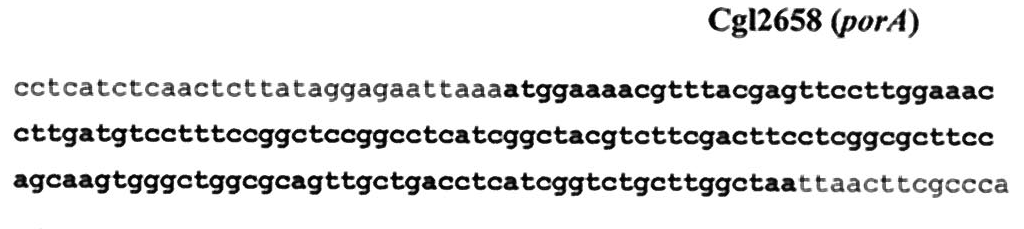 Cgl2658 (porA)
cctcatctcaactcttataggagaattaaaatggaaaacgtttacgagttccttggaaac
cttgatgtcctttccggctccggcctcatcggctacgtcttcgacttcctcggcgcttcc
agcaagtgggctggcgcagttgctgacctcatcggtctgcttggctaattaacttcgccca